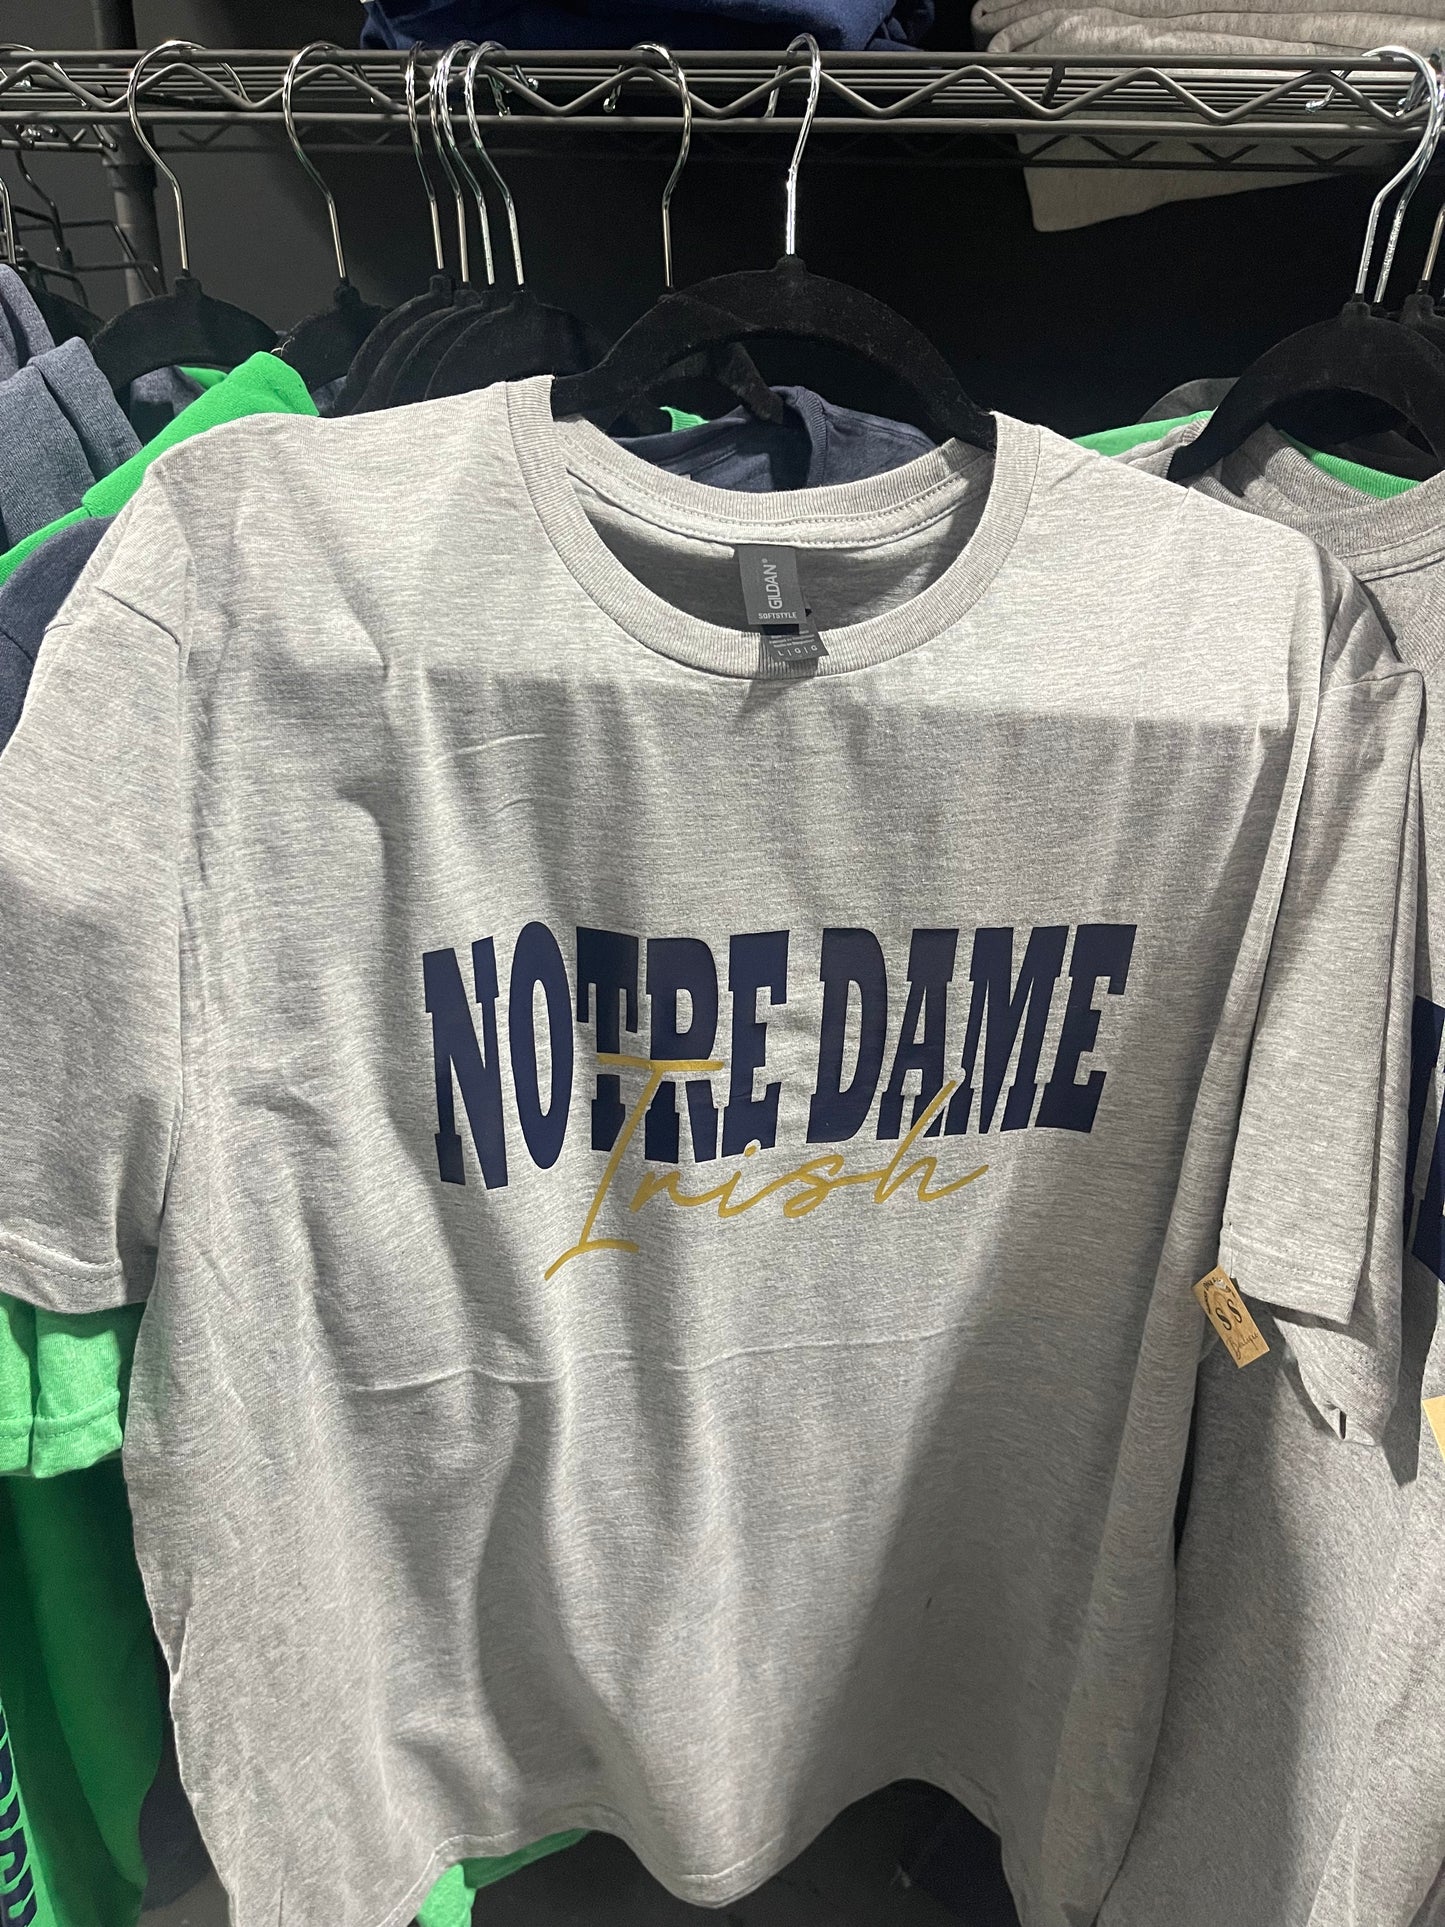 GILDAN®
SOFTSTYLE
L | G | G
NOTRE DAME
Irish
S S